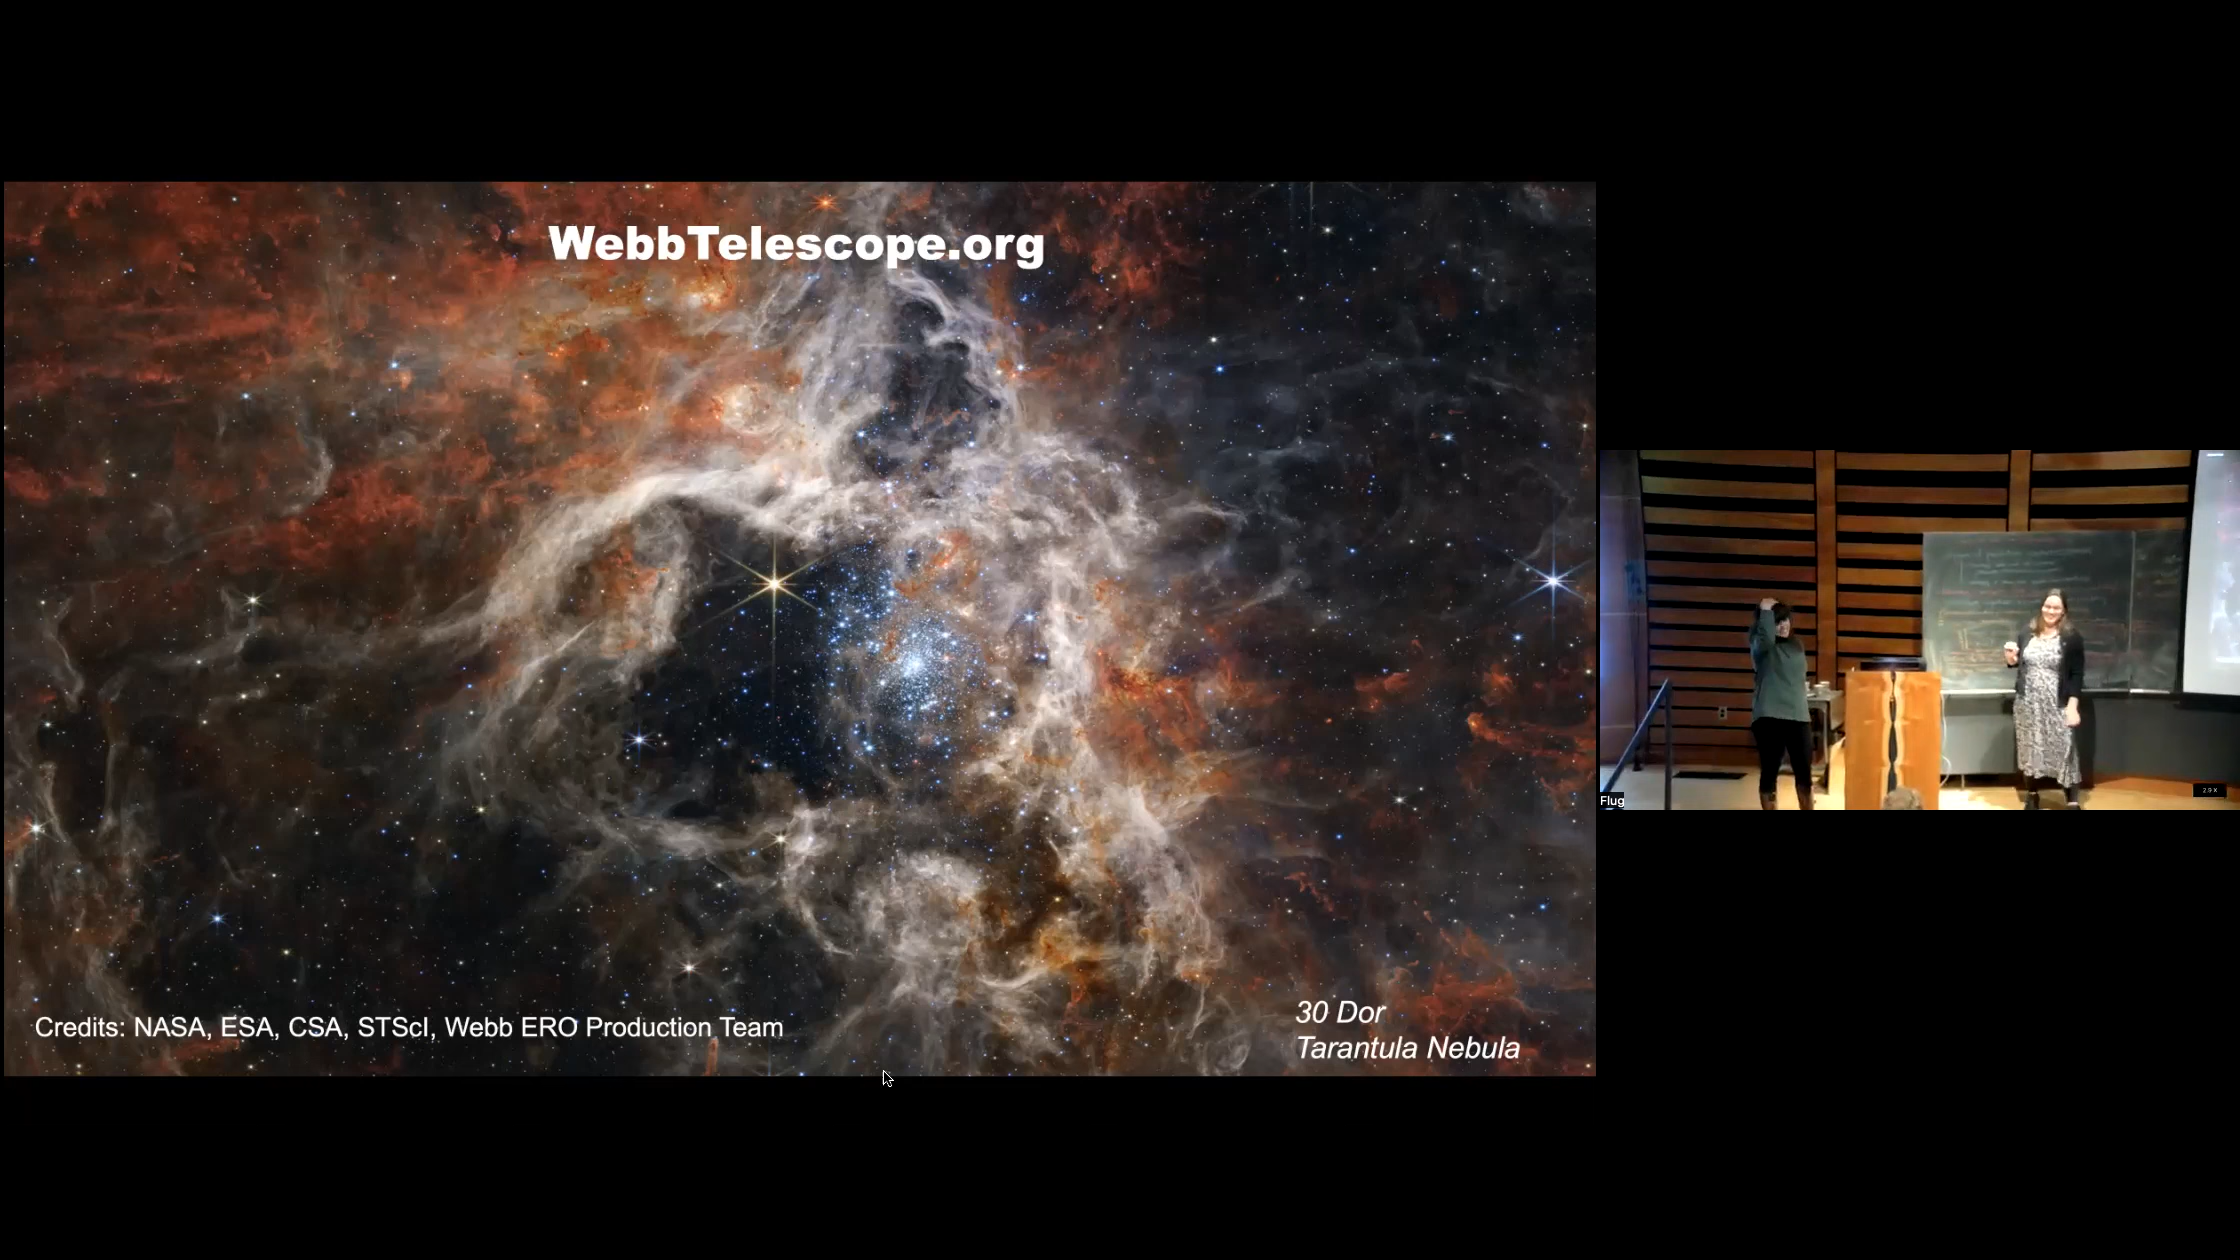 WebbTelescope.org
Credits: NASA, ESA, CSA, STScI, Webb ERO Production Team
30 Dor
Tarantula Nebula
Flug